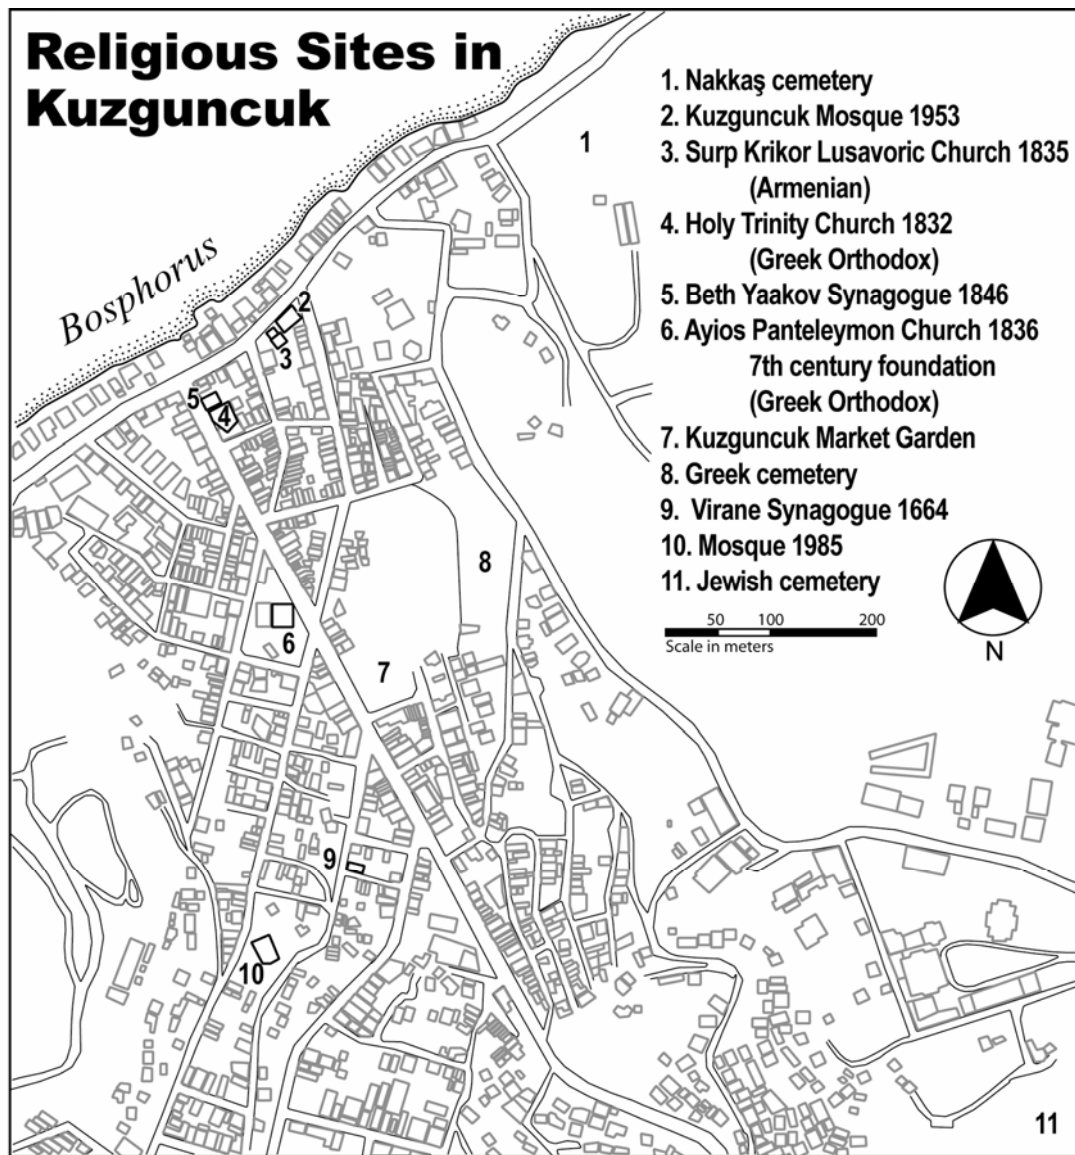 Religious Sites in
Kuzguncuk
1. Nakkaş cemetery
2. Kuzguncuk Mosque 1953
3. Surp Krikor Lusavoric Church 1835
(Armenian)
4. Holy Trinity Church 1832
(Greek Orthodox)
5. Beth Yaakov Synagogue 1846
6. Ayios Panteleymon Church 1836
7th century foundation
(Greek Orthodox)
7. Kuzguncuk Market Garden
8. Greek cemetery
9. Virane Synagogue 1664
10. Mosque 1985
11. Jewish cemetery
50 100 200
Scale in meters
N
Bosphorus
1
2
3
5
4
8
6
7
9
10
11